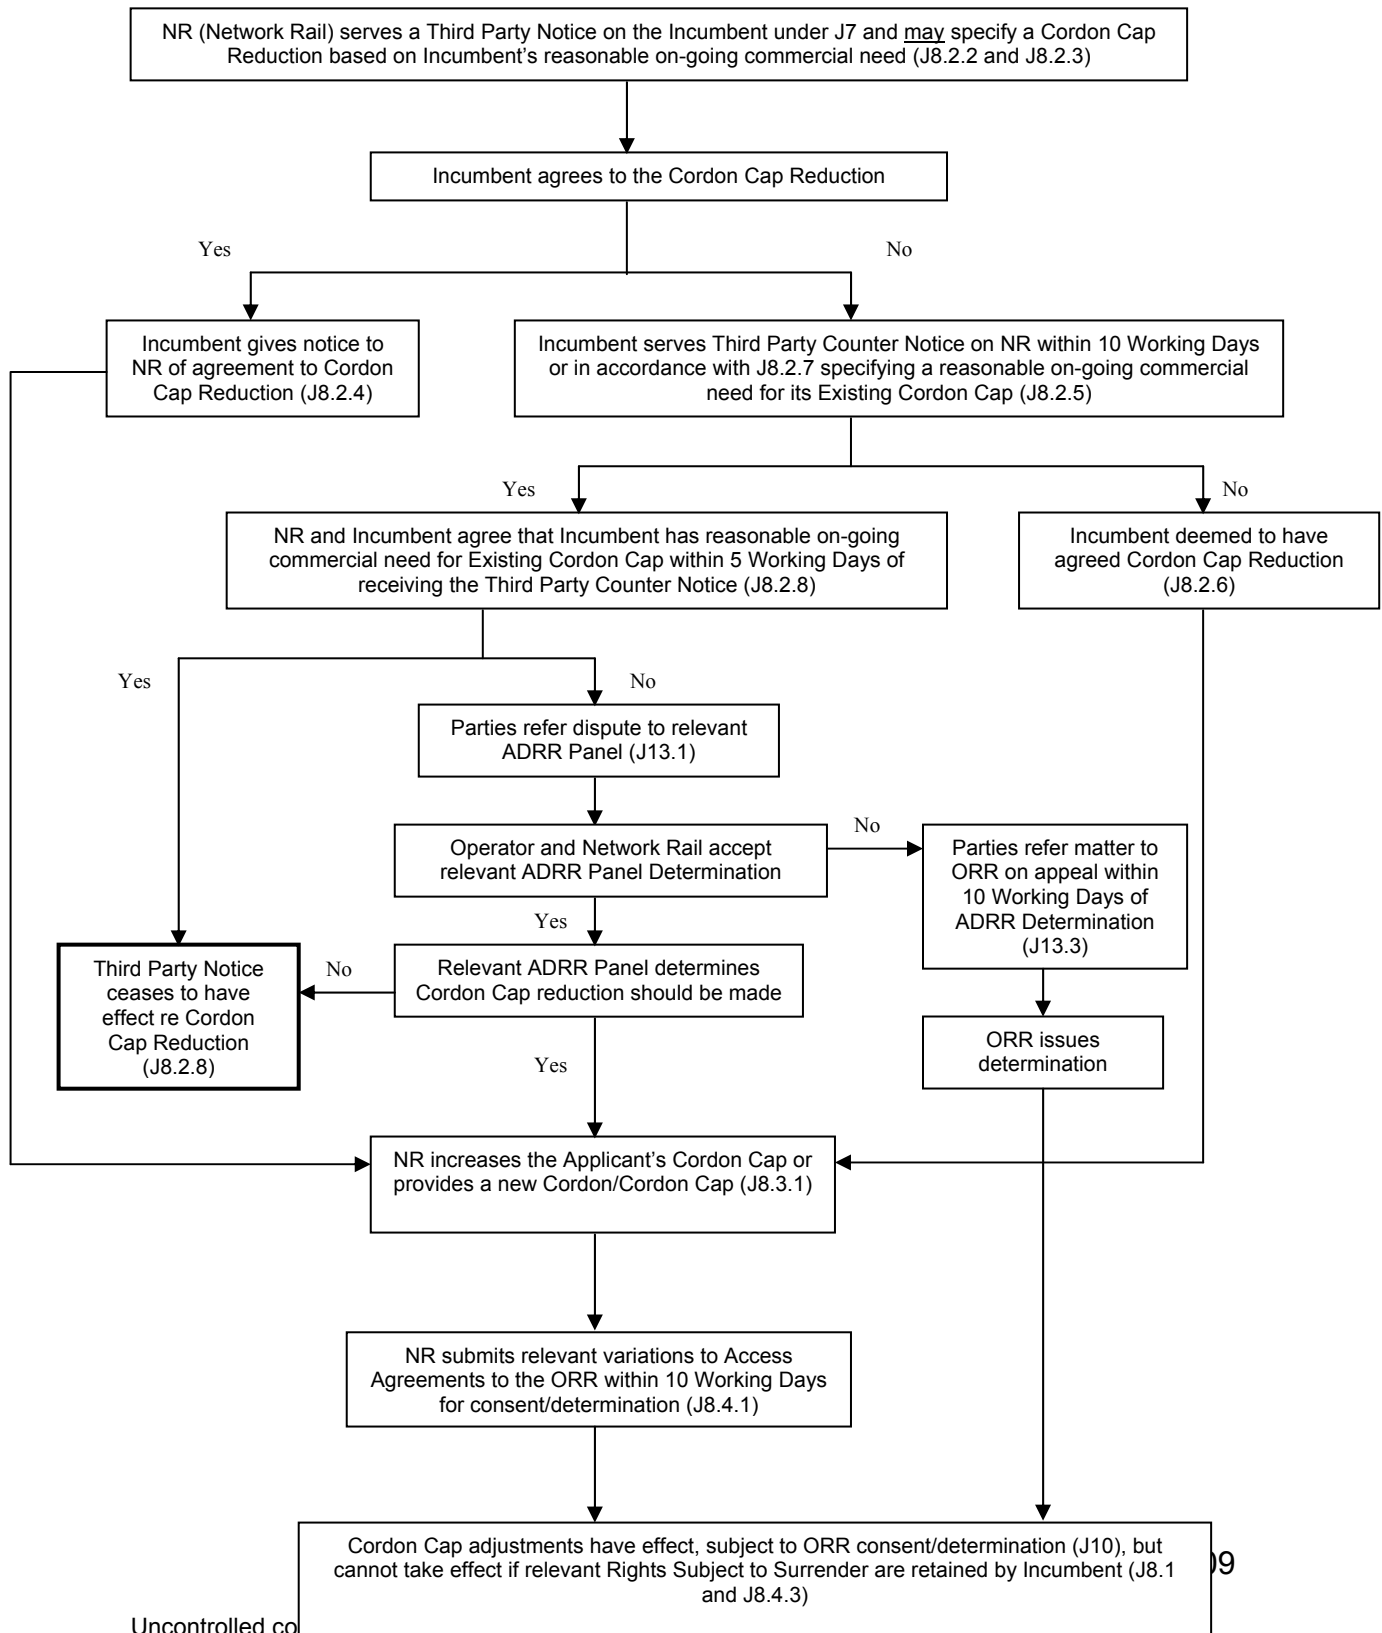 NR (Network Rail) serves a Third Party Notice on the Incumbent under J7 and may specify a Cordon Cap
Reduction based on Incumbent's reasonable on-going commercial need (J8.2.2 and J8.2.3)
Incumbent agrees to the Cordon Cap Reduction
Yes
No
Incumbent gives notice to
NR of agreement to Cordon
Cap Reduction (J8.2.4)
Incumbent serves Third Party Counter Notice on NR within 10 Working Days
or in accordance with J8.2.7 specifying a reasonable on-going commercial
need for its Existing Cordon Cap (J8.2.5)
Yes
No
NR and Incumbent agree that Incumbent has reasonable on-going
commercial need for Existing Cordon Cap within 5 Working Days of
receiving the Third Party Counter Notice (J8.2.8)
Incumbent deemed to have
agreed Cordon Cap Reduction
(J8.2.6)
Yes
No
Parties refer dispute to relevant
ADRR Panel (J13.1)
Operator and Network Rail accept
relevant ADRR Panel Determination
No
Parties refer matter to
ORR on appeal within
10 Working Days of
ADRR Determination
(J13.3)
Yes
Third Party Notice
ceases to have
effect re Cordon
Cap Reduction
(J8.2.8)
No
Relevant ADRR Panel determines
Cordon Cap reduction should be made
ORR issues
determination
Yes
NR increases the Applicant's Cordon Cap or
provides a new Cordon/Cordon Cap (J8.3.1)
NR submits relevant variations to Access
Agreements to the ORR within 10 Working Days
for consent/determination (J8.4.1)
Cordon Cap adjustments have effect, subject to ORR consent/determination (J10), but
cannot take effect if relevant Rights Subject to Surrender are retained by Incumbent (J8.1
and J8.4.3)
09
Uncontrolled co